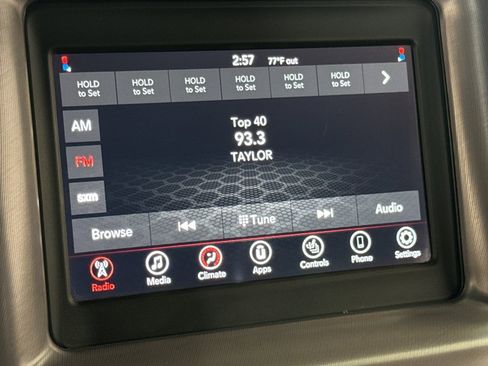 2:57 77°F out
HOLD to Set HOLD to Set HOLD to Set HOLD to Set HOLD to Set HOLD to Set
AM
FM
sxm
Top 40
93.3
TAYLOR
Browse Tune Audio
Radio Media Climate Apps Controls Phone Settings